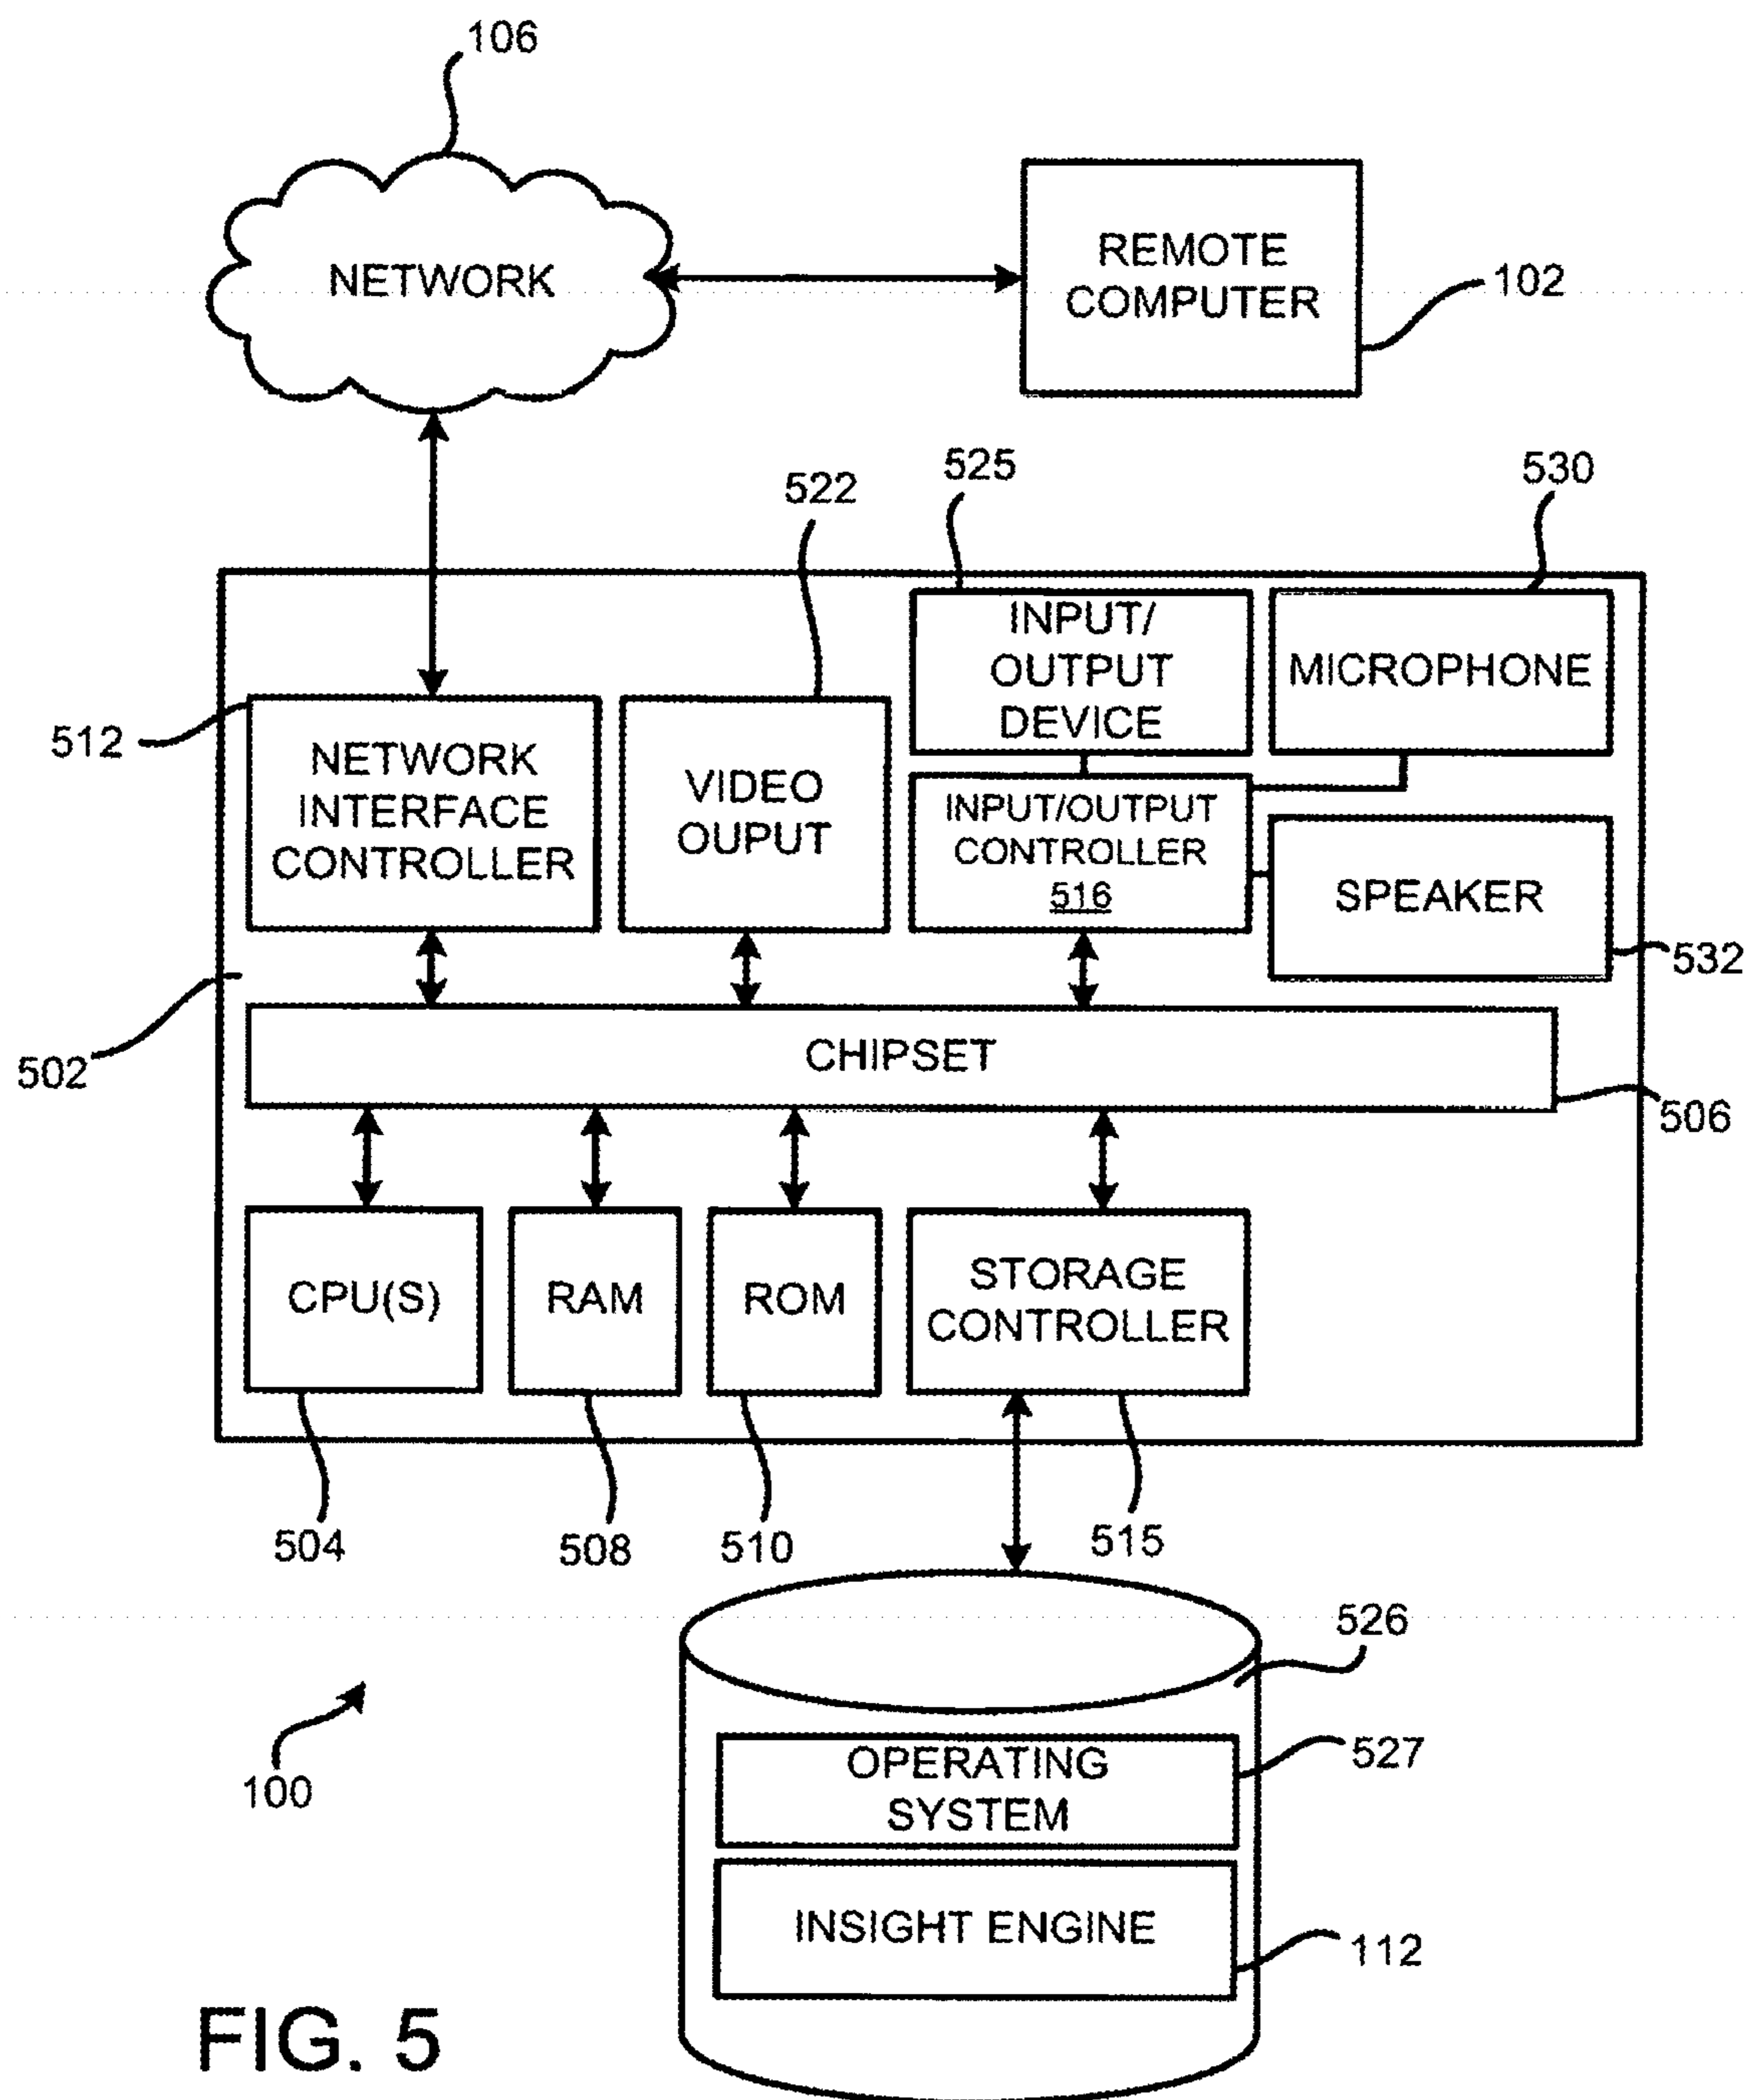 106
NETWORK
REMOTE
COMPUTER
102
525
530
522
INPUT/
OUTPUT
DEVICE
MICROPHONE
512
NETWORK
INTERFACE
CONTROLLER
VIDEO
OUPUT
INPUT/OUTPUT
CONTROLLER
516
SPEAKER
532
502
CHIPSET
506
CPU(S)
RAM
ROM
STORAGE
CONTROLLER
504
508
510
515
526
100
OPERATING
SYSTEM
527
INSIGHT ENGINE
112
FIG. 5